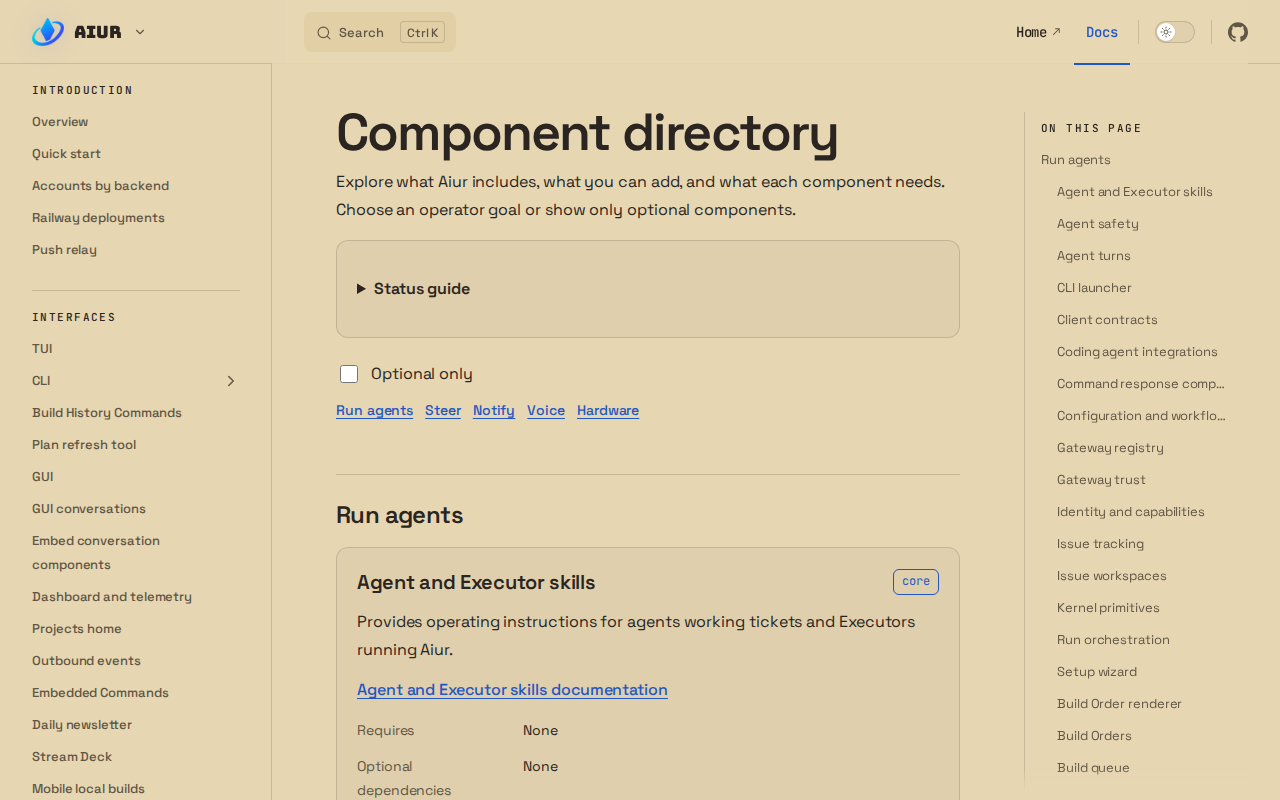 AIUR
Search
Ctrl K
Home
Docs
INTRODUCTION
Overview
Quick start
Accounts by backend
Railway deployments
Push relay
INTERFACES
TUI
CLI
Build History Commands
Plan refresh tool
GUI
GUI conversations
Embed conversation
components
Dashboard and telemetry
Projects home
Outbound events
Embedded Commands
Daily newsletter
Stream Deck
Mobile local builds
Component directory
Explore what Aiur includes, what you can add, and what each component needs.
Choose an operator goal or show only optional components.
Status guide
Optional only
Run agents Steer Notify Voice Hardware
Run agents
Agent and Executor skills
core
Provides operating instructions for agents working tickets and Executors
running Aiur.
Agent and Executor skills documentation
Requires None
Optional None
dependencies
ON THIS PAGE
Run agents
Agent and Executor skills
Agent safety
Agent turns
CLI launcher
Client contracts
Coding agent integrations
Command response comp...
Configuration and workflo...
Gateway registry
Gateway trust
Identity and capabilities
Issue tracking
Issue workspaces
Kernel primitives
Run orchestration
Setup wizard
Build Order renderer
Build Orders
Build queue